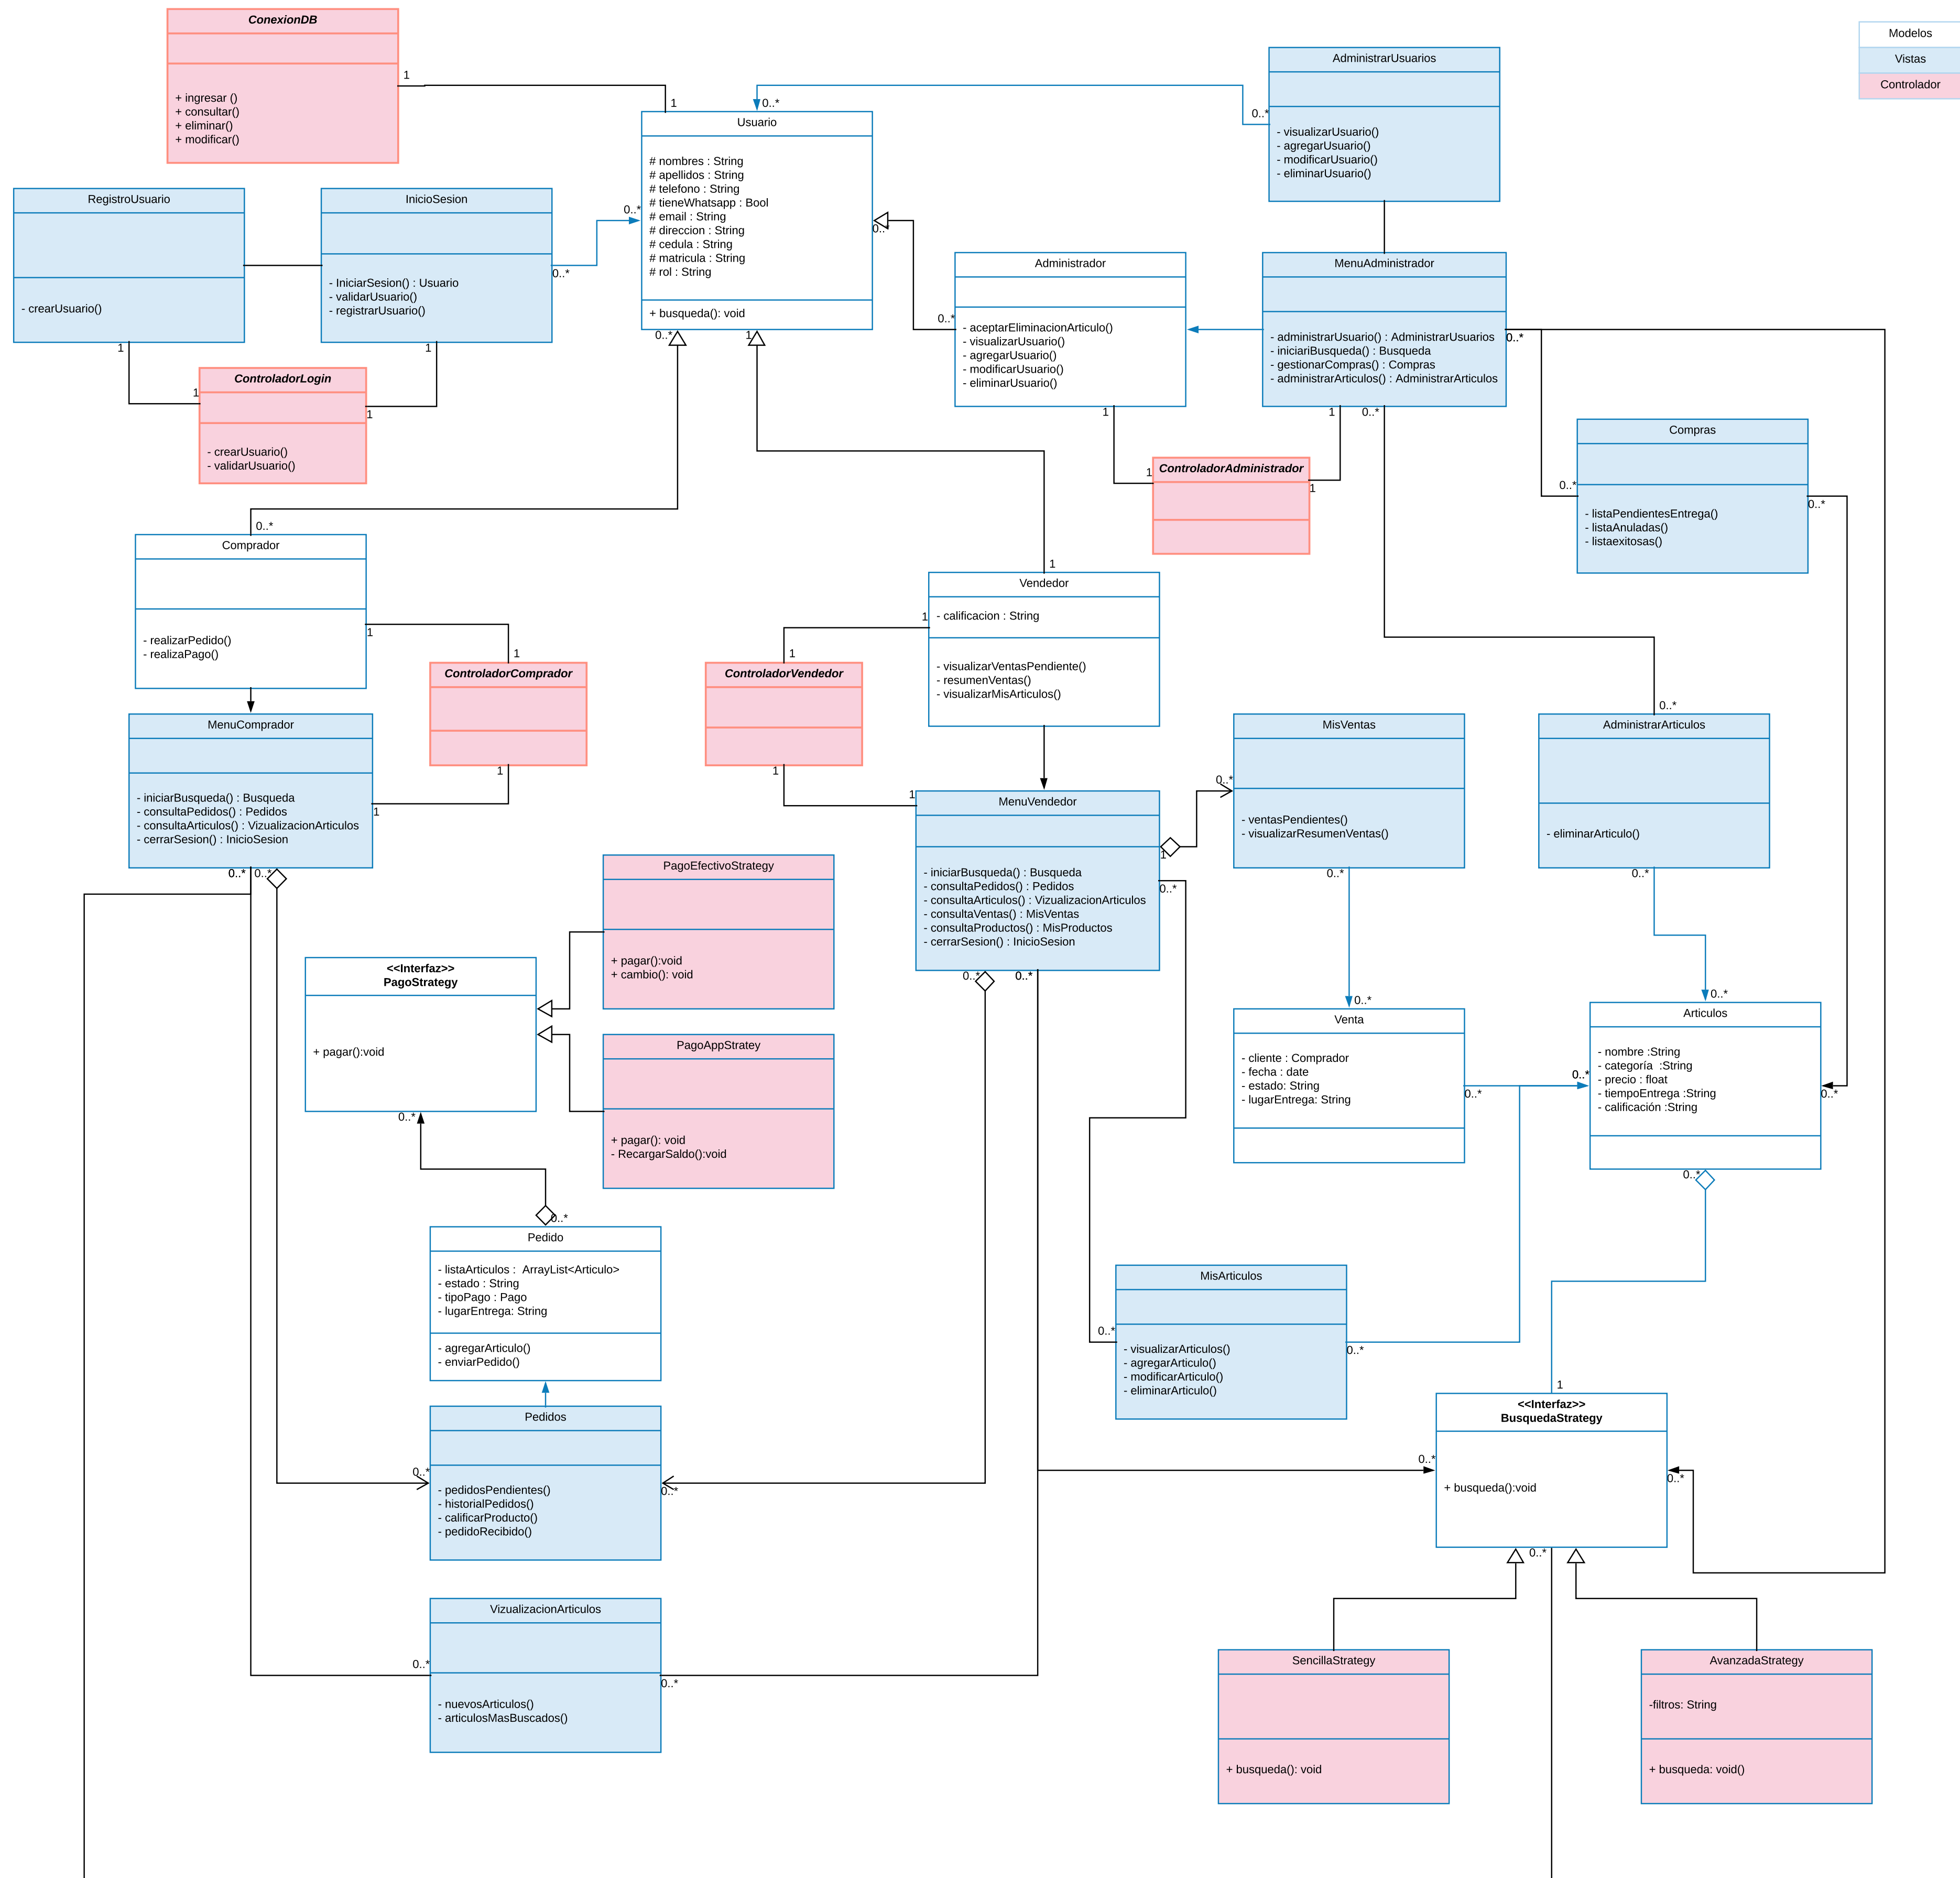 ConexionDB
+ ingresar ()
+ consultar()
+ eliminar()
+ modificar()
1
1
Modelos
Vistas
Controlador
AdministrarUsuarios
- visualizarUsuario()
- agregarUsuario()
- modificarUsuario()
- eliminarUsuario()
0..*
0..*
Usuario
# nombres : String
# apellidos : String
# telefono : String
# tieneWhatsapp : Bool
# email : String
# direccion : String
# cedula : String
# matricula : String
# rol : String
+ busqueda(): void
0..*
0..*
0..*
1
RegistroUsuario
- crearUsuario()
1
InicioSesion
- IniciarSesion() : Usuario
- validarUsuario()
- registrarUsuario()
0..*
1
ControladorLogin
- crearUsuario()
- validarUsuario()
1
1
Administrador
- aceptarEliminacionArticulo()
- visualizarUsuario()
- agregarUsuario()
- modificarUsuario()
- eliminarUsuario()
0..*
1
MenuAdministrador
- administrarUsuario() : AdministrarUsuarios
- iniciariBusqueda() : Busqueda
- gestionarCompras() : Compras
- administrarArticulos() : AdministrarArticulos
0..*
1
0..*
ControladorAdministrador
1
1
Compras
- listaPendientesEntrega()
- listaAnuladas()
- listaexitosas()
0..*
0..*
Comprador
- realizarPedido()
- realizaPago()
0..*
1
ControladorComprador
1
1
Vendedor
- calificacion : String
- visualizarVentasPendiente()
- resumenVentas()
- visualizarMisArticulos()
1
1
ControladorVendedor
1
1
MenuComprador
- iniciarBusqueda() : Busqueda
- consultaPedidos() : Pedidos
- consultaArticulos() : VizualizacionArticulos
- cerrarSesion() : InicioSesion
1
0..*
0..*
MenuVendedor
- iniciarBusqueda() : Busqueda
- consultaPedidos() : Pedidos
- consultaArticulos() : VizualizacionArticulos
- consultaVentas() : MisVentas
- consultaProductos() : MisProductos
- cerrarSesion() : InicioSesion
1
1
0..*
0..*
0..*
MisVentas
- ventasPendientes()
- visualizarResumenVentas()
0..*
0..*
AdministrarArticulos
- eliminarArticulo()
0..*
0..*
PagoEfectivoStrategy
+ pagar():void
+ cambio(): void
<<Interfaz>>
PagoStrategy
+ pagar():void
0..*
PagoAppStratey
+ pagar(): void
- RecargarSaldo():void
Venta
- cliente : Comprador
- fecha : date
- estado: String
- lugarEntrega: String
0..*
0..*
Articulos
- nombre :String
- categoría  :String
- precio : float
- tiempoEntrega :String
- calificación :String
0..*
0..*
0..*
0..*
Pedido
- listaArticulos :  ArrayList<Articulo>
- estado : String
- tipoPago : Pago
- lugarEntrega: String
- agregarArticulo()
- enviarPedido()
0..*
MisArticulos
- visualizarArticulos()
- agregarArticulo()
- modificarArticulo()
- eliminarArticulo()
0..*
0..*
Pedidos
- pedidosPendientes()
- historialPedidos()
- calificarProducto()
- pedidoRecibido()
0..*
0..*
<<Interfaz>>
BusquedaStrategy
+ busqueda():void
1
0..*
0..*
0..*
VizualizacionArticulos
- nuevosArticulos()
- articulosMasBuscados()
0..*
0..*
SencillaStrategy
+ busqueda(): void
AvanzadaStrategy
-filtros: String
+ busqueda: void()